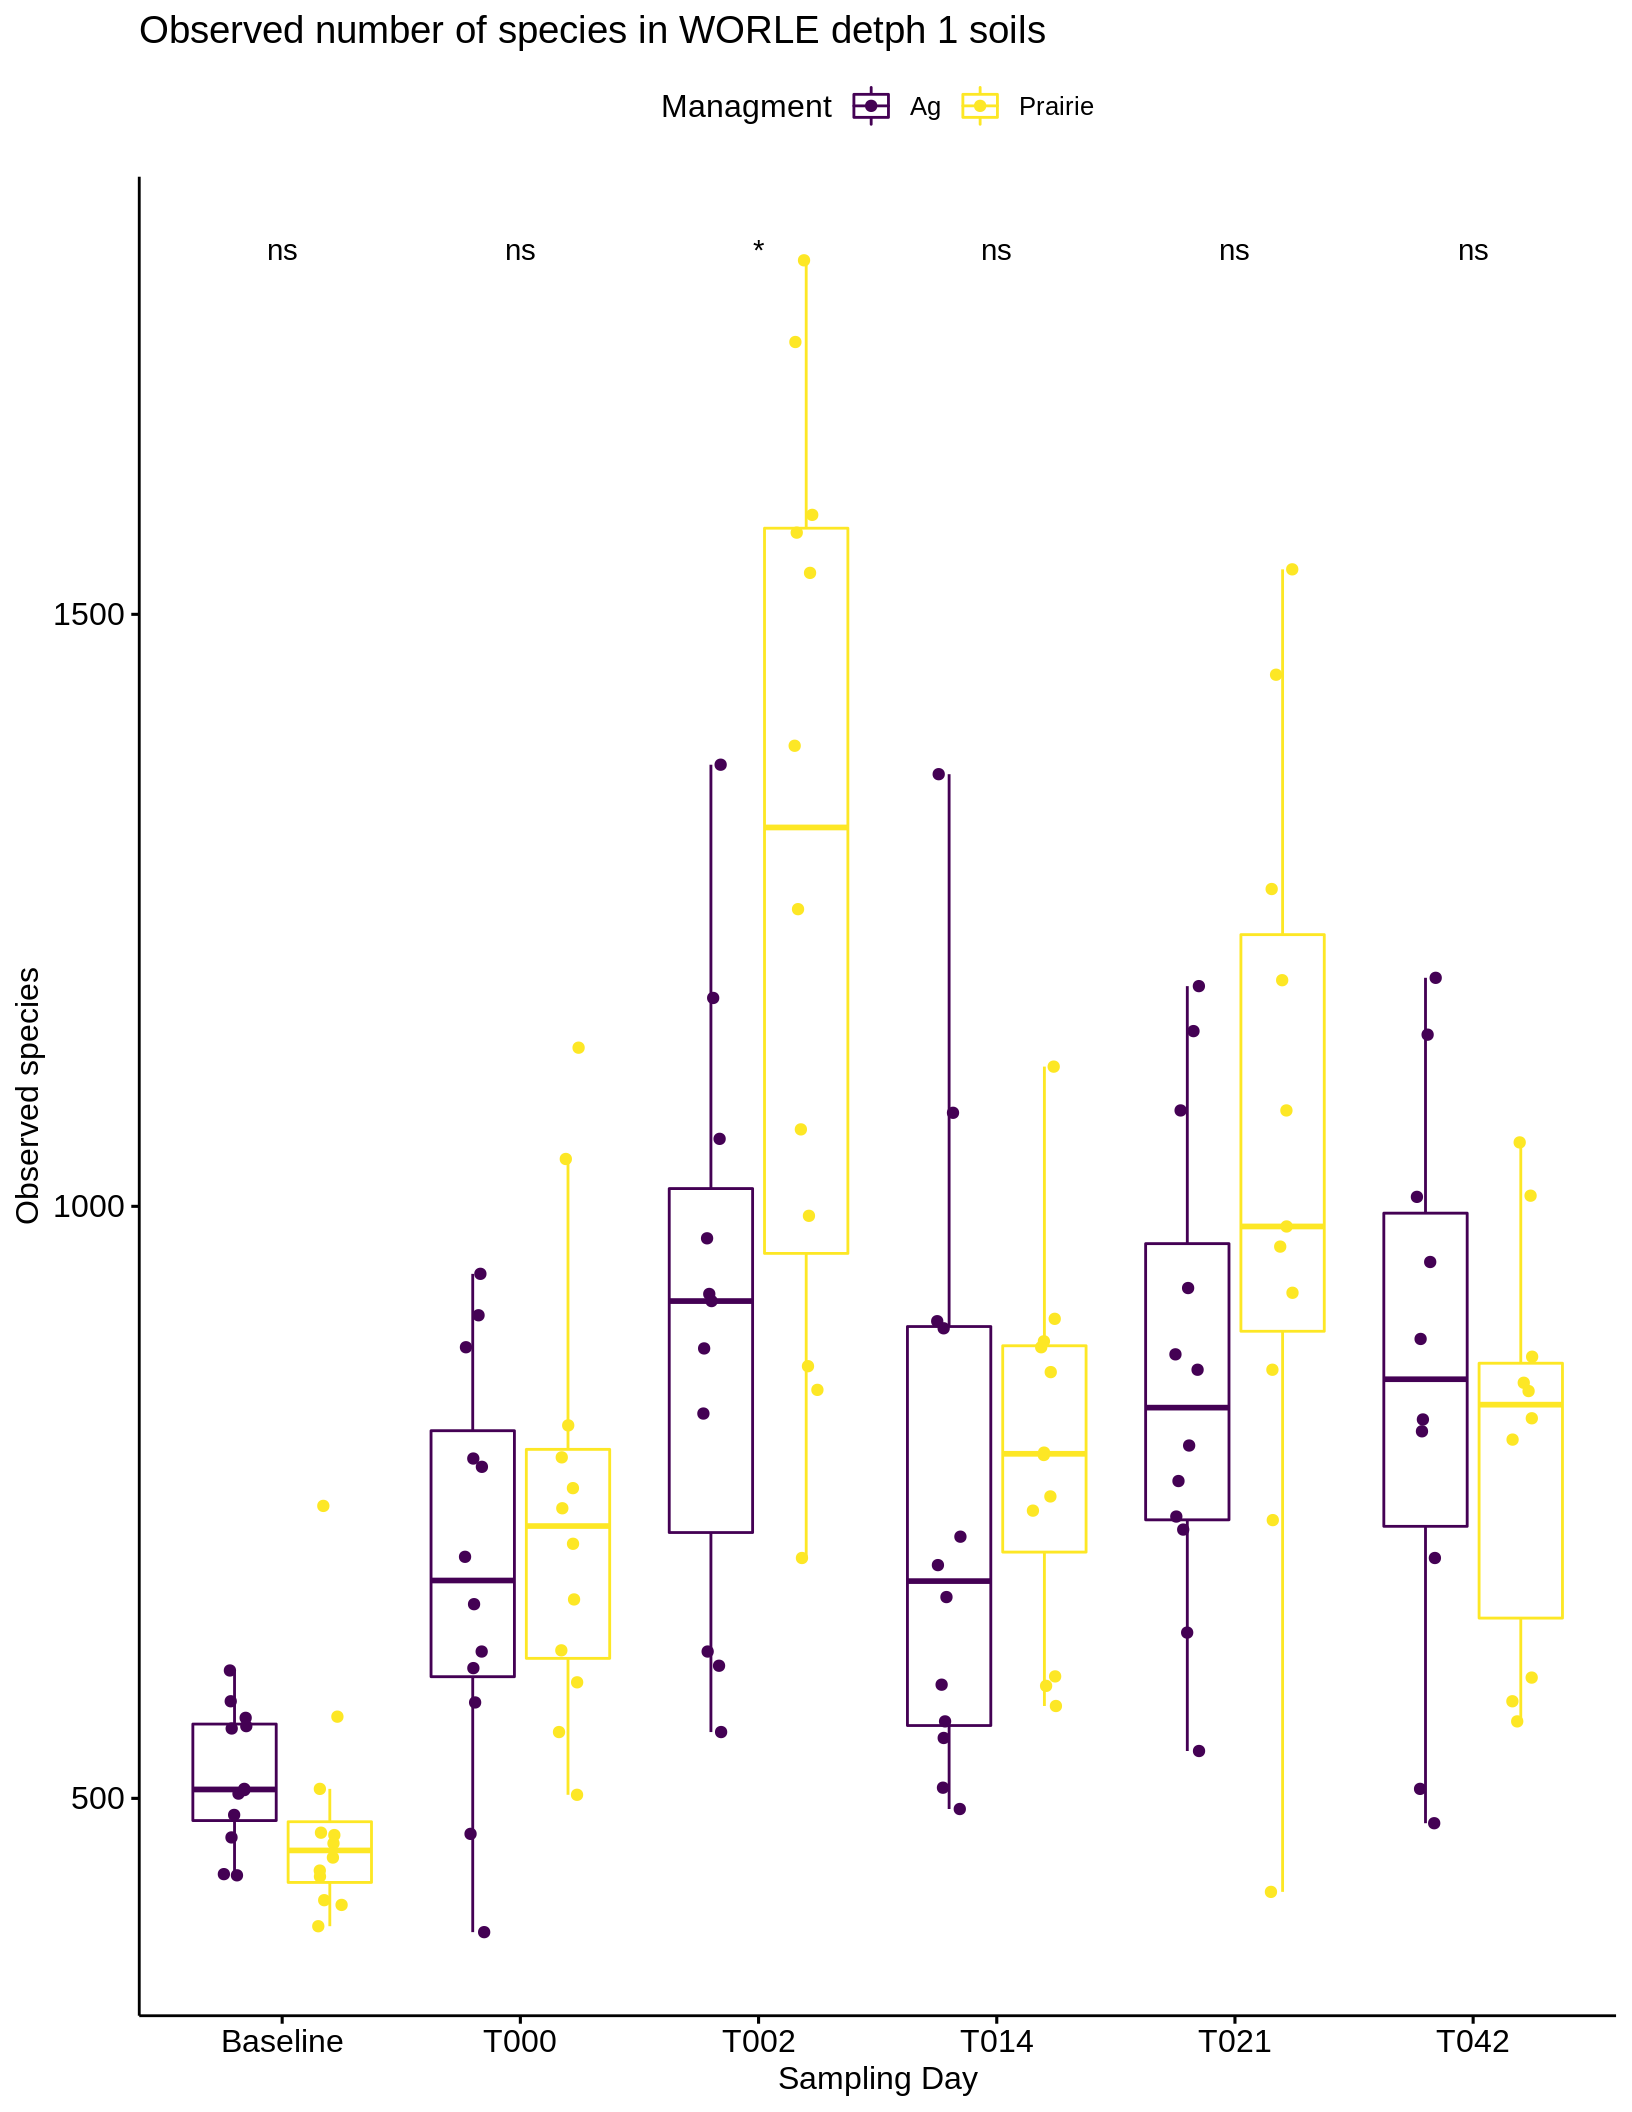 Observed number of species in WORLE detph 1 soils
Managment Ag Prairie
ns ns * ns ns ns
1500
1000
500
Observed species
Baseline T000 T002 T014 T021 T042
Sampling Day